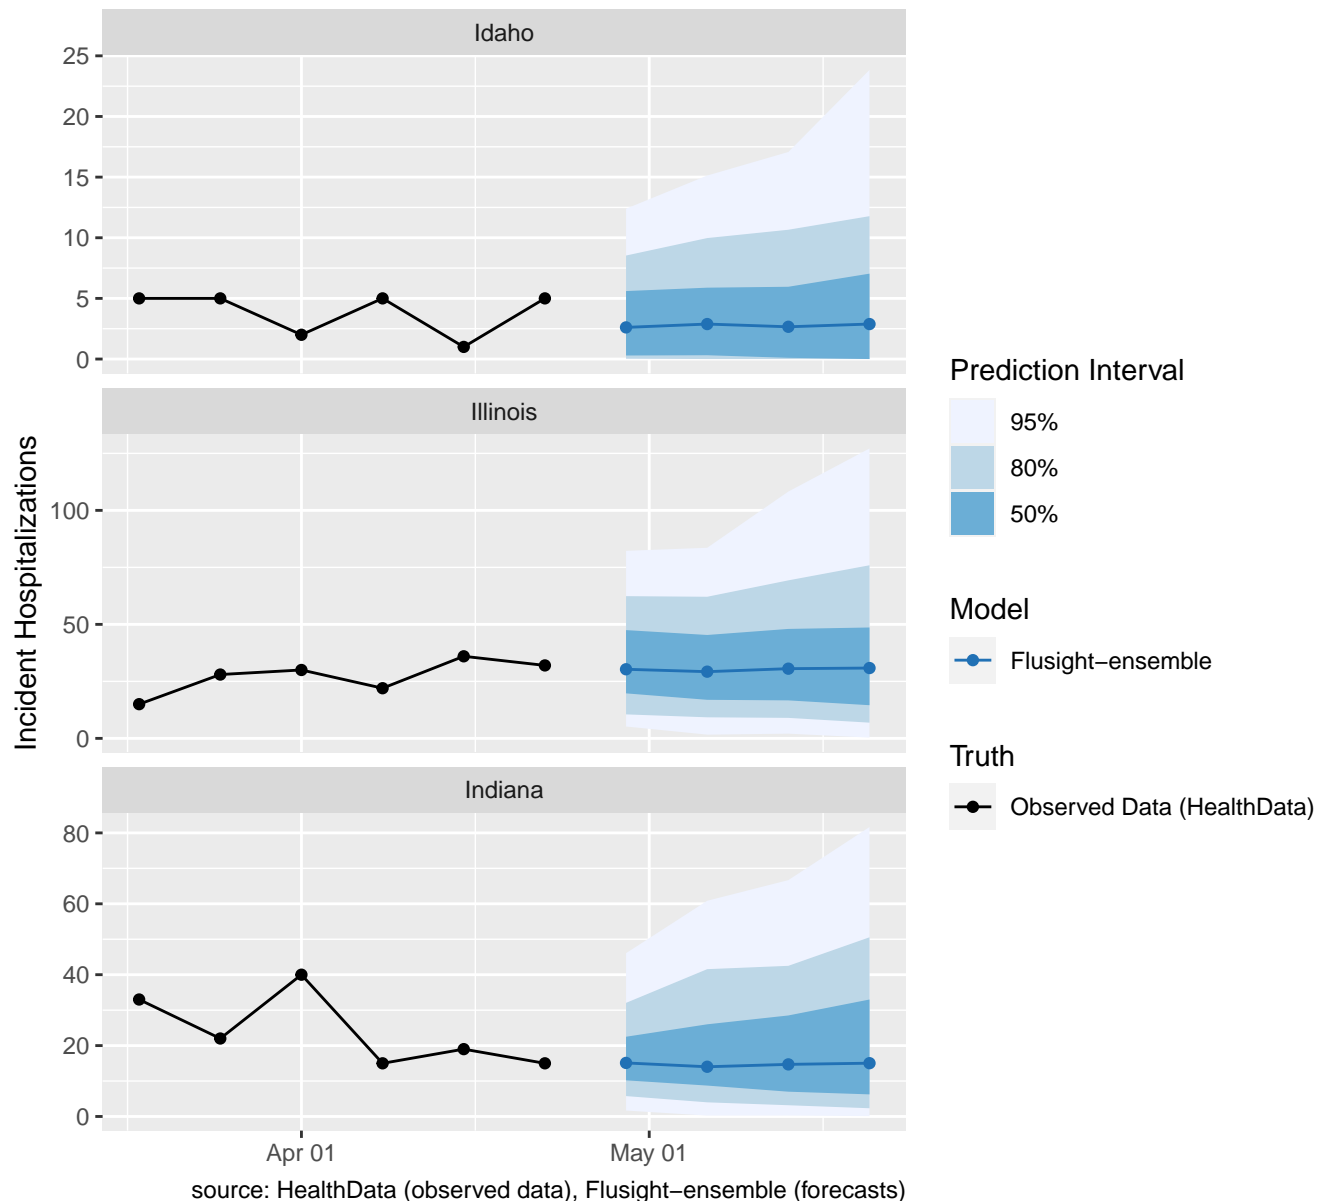 Idaho
25
20
15
10
5
0
Illinois
100
50
0
Indiana
80
60
40
20
0
Incident Hospitalizations
Apr 01
May 01
source: HealthData (observed data), Flusight−ensemble (forecasts)
Prediction Interval
95%
80%
50%
Model
Flusight−ensemble
Truth
Observed Data (HealthData)